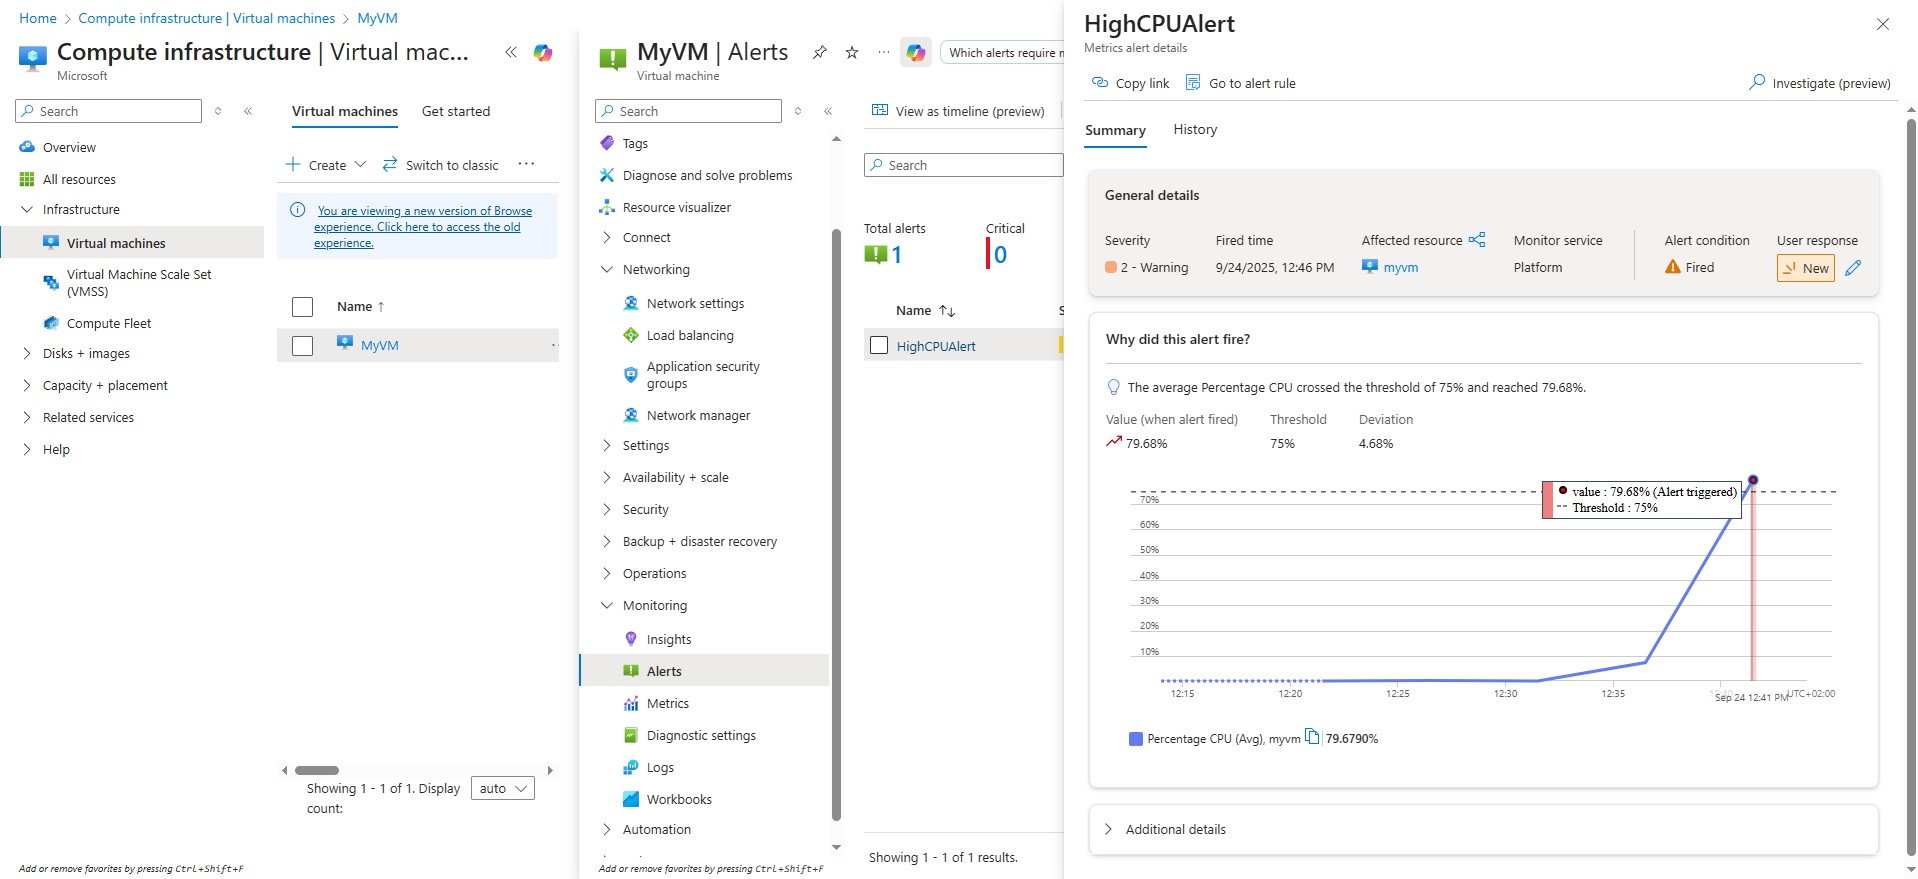 Home > Compute infrastructure | Virtual machines > MyVM
Compute infrastructure | Virtual mac...
Microsoft
Search
Overview
All resources
Infrastructure
Virtual machines
Virtual Machine Scale Set
(VMSS)
Compute Fleet
Disks + images
Capacity + placement
Related services
Help
Add or remove favorites by pressing Ctrl+Shift+F
Virtual machines Get started
Create Switch to classic ...
You are viewing a new version of Browse
experience. Click here to access the old
experience.
Name ↑
MyVM
Showing 1 - 1 of 1. Display
count:
auto
MyVM | Alerts
Virtual machine
Which alerts require
Search
Tags
Diagnose and solve problems
Resource visualizer
Connect
Networking
Network settings
Load balancing
Application security
groups
Network manager
Settings
Availability + scale
Security
Backup + disaster recovery
Operations
Monitoring
Insights
Alerts
Metrics
Diagnostic settings
Logs
Workbooks
Automation
Add or remove favorites by pressing Ctrl+Shift+F
View as timeline (preview)
Search
Total alerts Critical
1 0
Name ↑↓
HighCPUAlert
Showing 1 - 1 of 1 results.
HighCPUAlert
Metrics alert details
Copy link Go to alert rule Investigate (preview)
Summary History
General details
Severity Fired time Affected resource Monitor service Alert condition User response
2 - Warning 9/24/2025, 12:46 PM myvm Platform Fired New
Why did this alert fire?
The average Percentage CPU crossed the threshold of 75% and reached 79.68%.
Value (when alert fired) Threshold Deviation
79.68% 75% 4.68%
value : 79.68% (Alert triggered)
Threshold : 75%
70%
60%
50%
40%
30%
20%
10%
12:15 12:20 12:25 12:30 12:35 UTC+02:00
Sep 24 12:41 PM
Percentage CPU (Avg), myvm | 79.6790%
Additional details